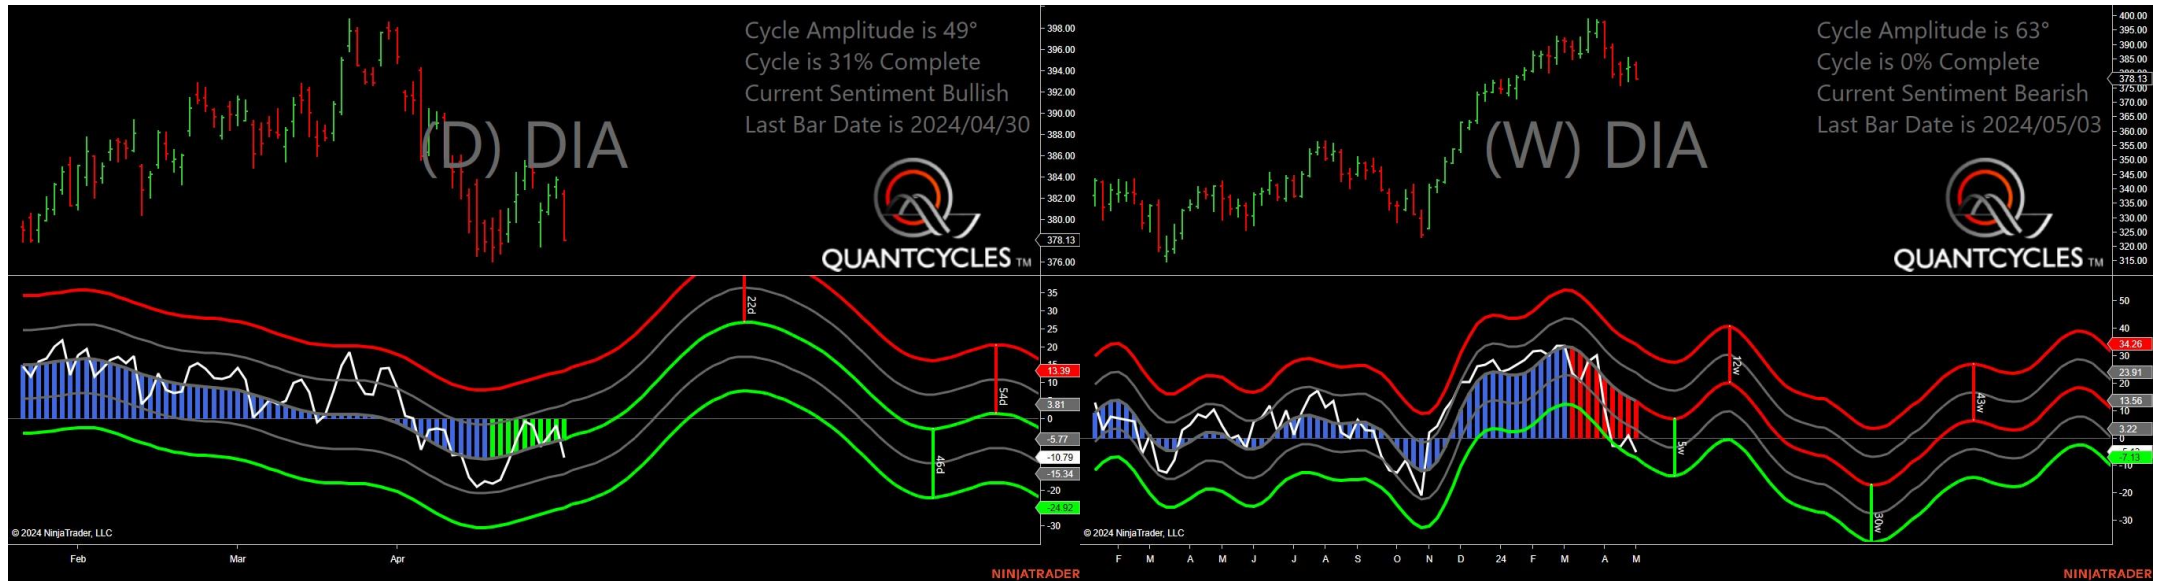 Cycle Amplitude is 49°
Cycle is 31% Complete
Current Sentiment Bullish
Last Bar Date is 2024/04/30
(D) DIA
QUANTCYCLES TM
398.00
396.00
394.00
392.00
390.00
388.00
386.00
384.00
382.00
380.00
378.13
376.00
35
30
25
20
15
13.39
10
3.81
0
-5.77
-10.79
-15.34
-20
-24.92
-30
22d
46d
54d
© 2024 NinjaTrader, LLC
Feb Mar Apr
NINJATRADER
Cycle Amplitude is 63°
Cycle is 0% Complete
Current Sentiment Bearish
Last Bar Date is 2024/05/03
(W) DIA
QUANTCYCLES TM
400.00
395.00
390.00
385.00
378.13
375.00
370.00
365.00
360.00
355.00
350.00
345.00
340.00
335.00
330.00
325.00
320.00
315.00
50
40
34.26
30
23.91
20
13.56
10
3.22
0
-7.13
-10
-20
-30
5w
12w
30w
43w
© 2024 NinjaTrader, LLC
F M A M J J A S O N D 24 F M A M
NINJATRADER